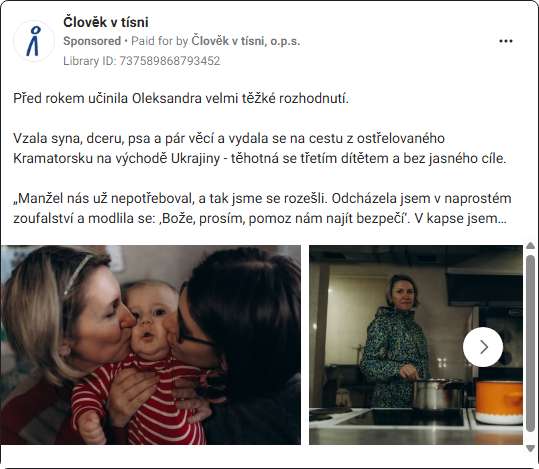 Člověk v tísni
Sponsored • Paid for by Člověk v tísni, o.p.s.
Library ID: 737589868793452
Před rokem učinila Oleksandra velmi těžké rozhodnutí.
Vzala syna, dceru, psa a pár věcí a vydala se na cestu z ostřelovaného
Kramatorsku na východě Ukrajiny - těhotná se třetím dítětem a bez jasného cíle.
„Manžel nás už nepotřeboval, a tak jsme se rozešli. Odcházela jsem v naprostém
zoufalství a modlila se: ‚Bože, prosím, pomoz nám najít bezpečí‘. V kapse jsem...